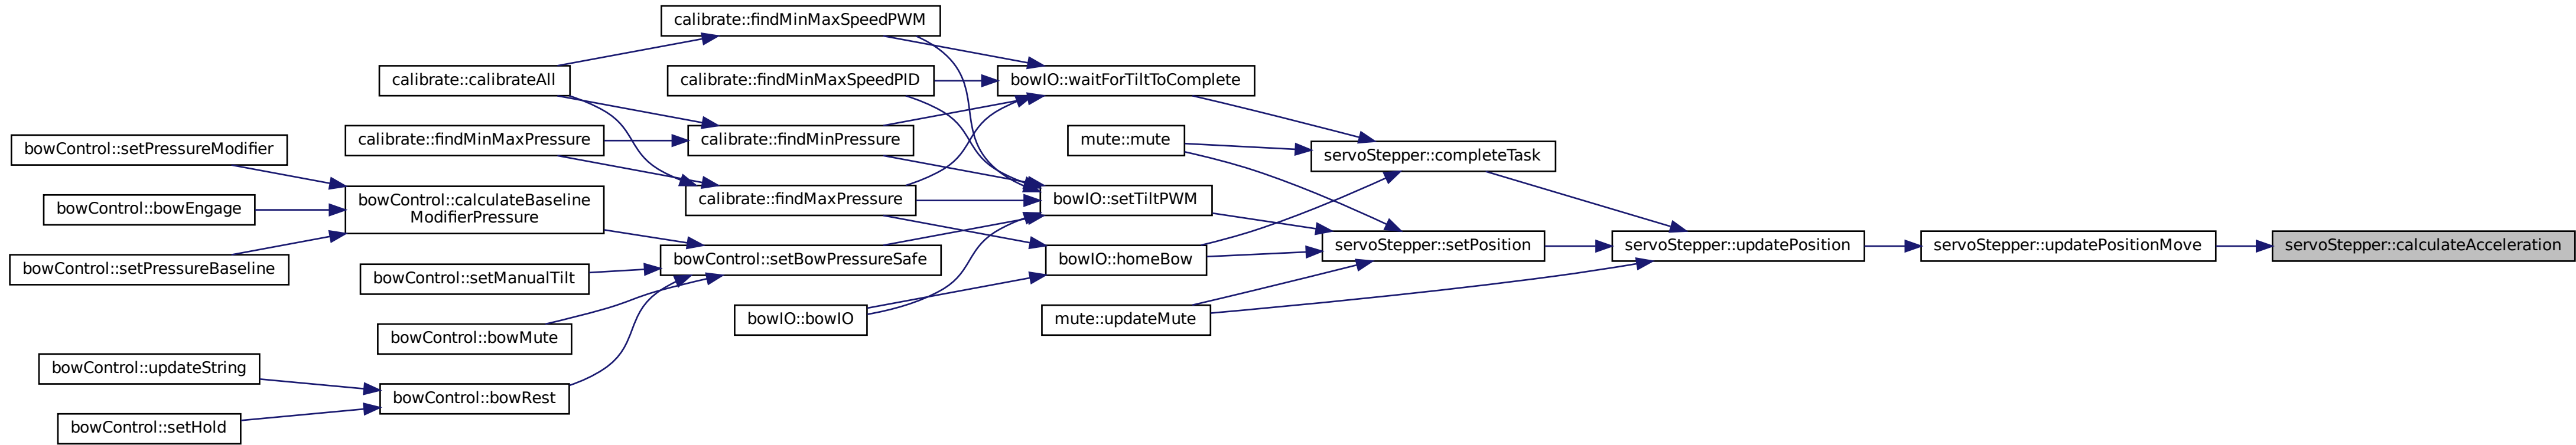 calibrate::findMinMaxSpeedPWM
calibrate::calibrateAll
calibrate::findMinMaxSpeedPID
bowIO::waitForTiltToComplete
calibrate::findMinMaxPressure
calibrate::findMinPressure
mute::mute
bowControl::setPressureModifier
servoStepper::completeTask
bowControl::calculateBaseline
ModifierPressure
calibrate::findMaxPressure
bowIO::setTiltPWM
bowControl::bowEngage
servoStepper::setPosition
servoStepper::updatePosition
servoStepper::updatePositionMove
servoStepper::calculateAcceleration
bowControl::setBowPressureSafe
bowIO::homeBow
bowControl::setPressureBaseline
bowControl::setManualTilt
bowIO::bowIO
mute::updateMute
bowControl::bowMute
bowControl::updateString
bowControl::bowRest
bowControl::setHold